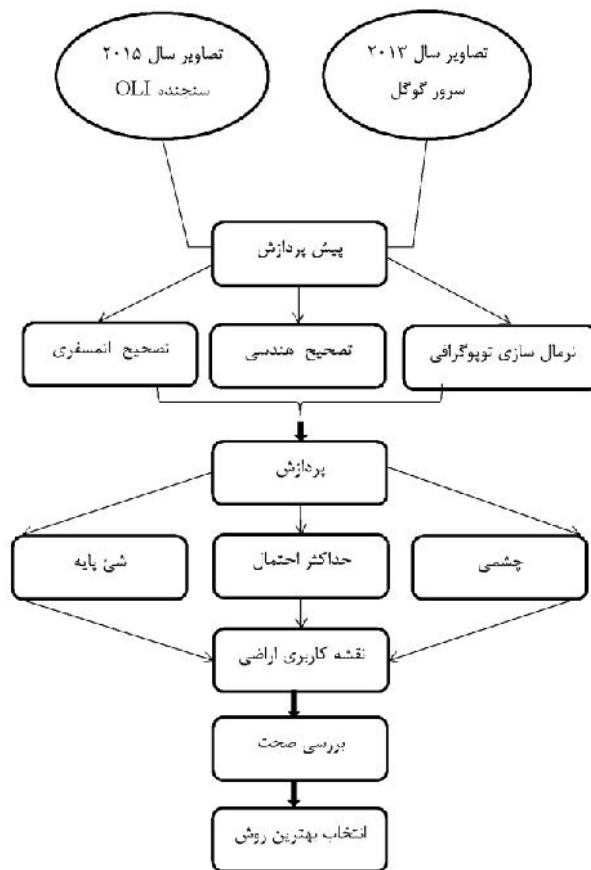 تصاویر سال ۲۰۱۳
سرور گوگل
تصاویر سال ۲۰۱۵
سنجنده OLI
پیش پردازش
نرمال سازی توپوگرافی
تصحیح هندسی
تصحیح اتمسفری
پردازش
چشمی
حداکثر احتمال
شئ پایه
نقشه کاربری اراضی
بررسی صحت
انتخاب بهترین روش